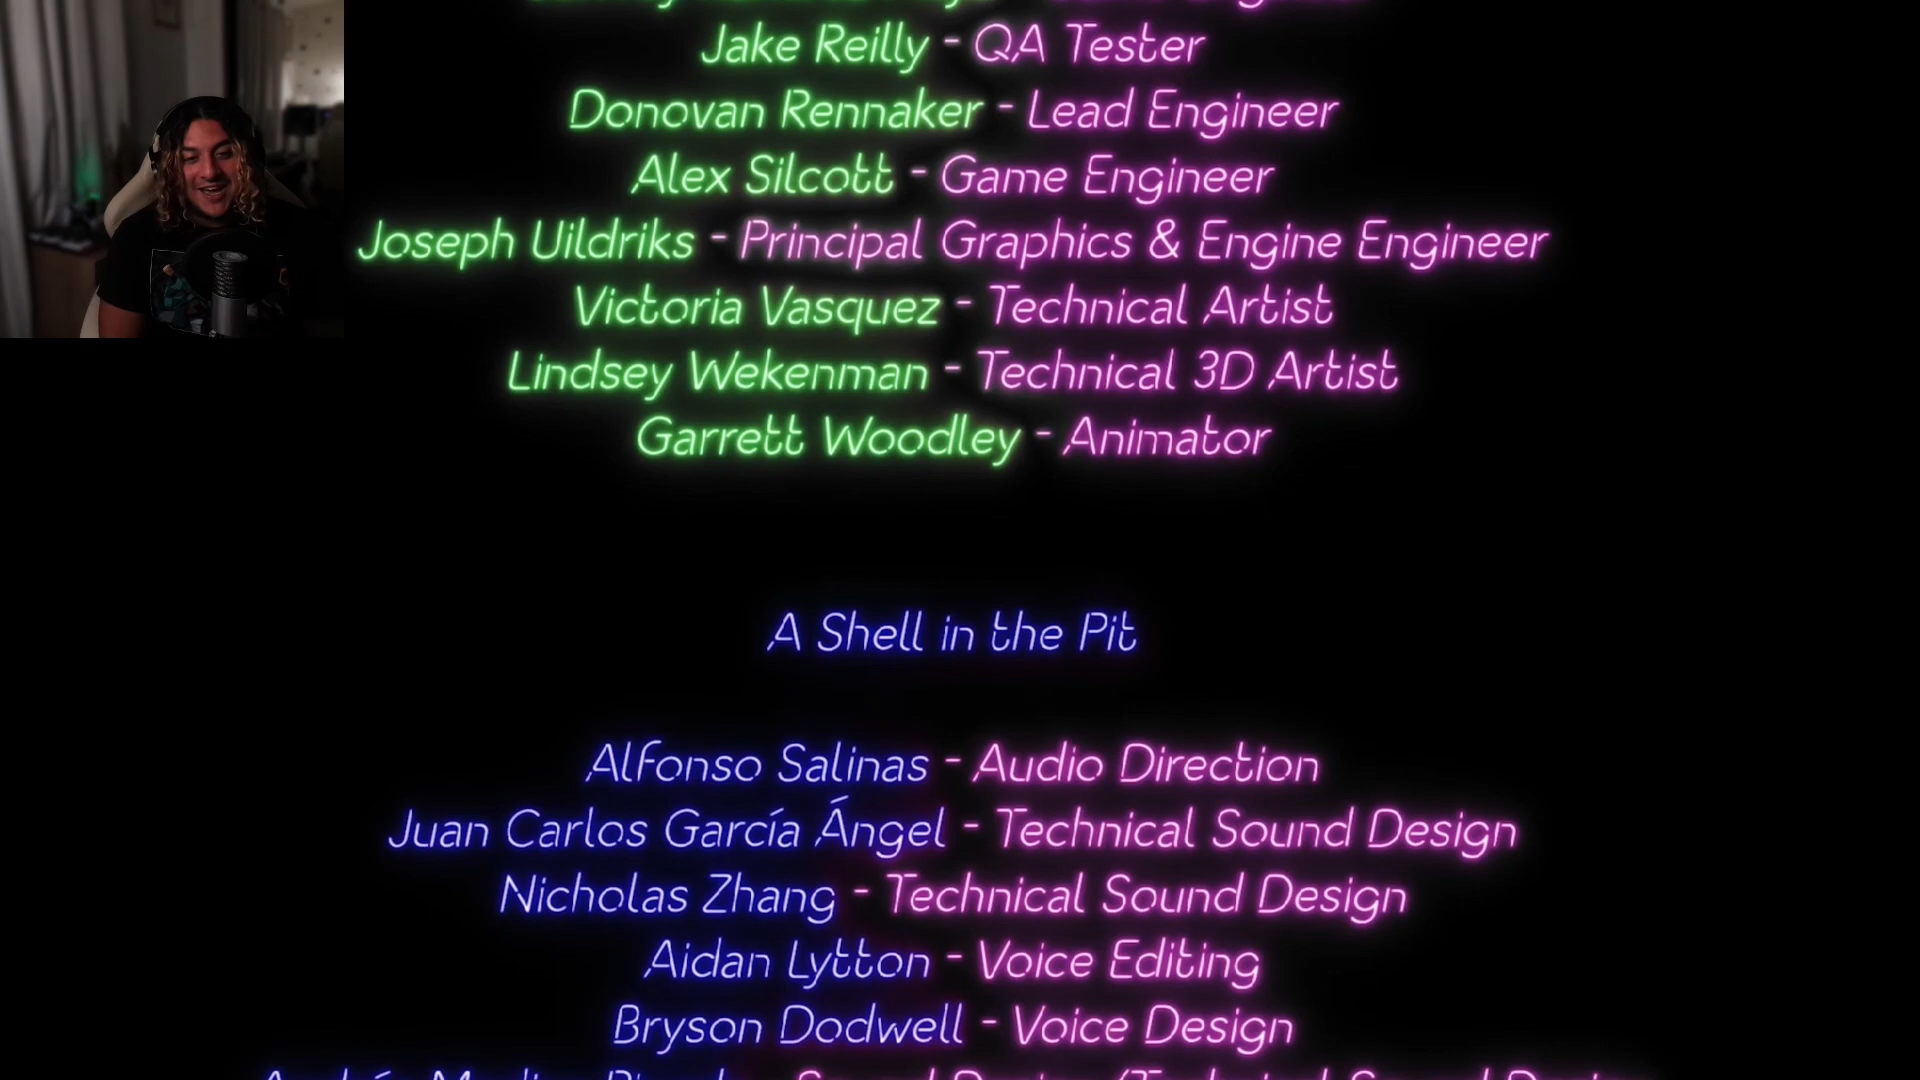 Jake Reilly - QA Tester
Donovan Rennaker - Lead Engineer
Alex Silcott - Game Engineer
Joseph Uildriks - Principal Graphics & Engine Engineer
Victoria Vasquez - Technical Artist
Lindsey Wekenman - Technical 3D Artist
Garrett Woodley - Animator
A Shell in the Pit
Alfonso Salinas - Audio Direction
Juan Carlos García Ángel - Technical Sound Design
Nicholas Zhang - Technical Sound Design
Aidan Lytton - Voice Editing
Bryson Dodwell - Voice Design